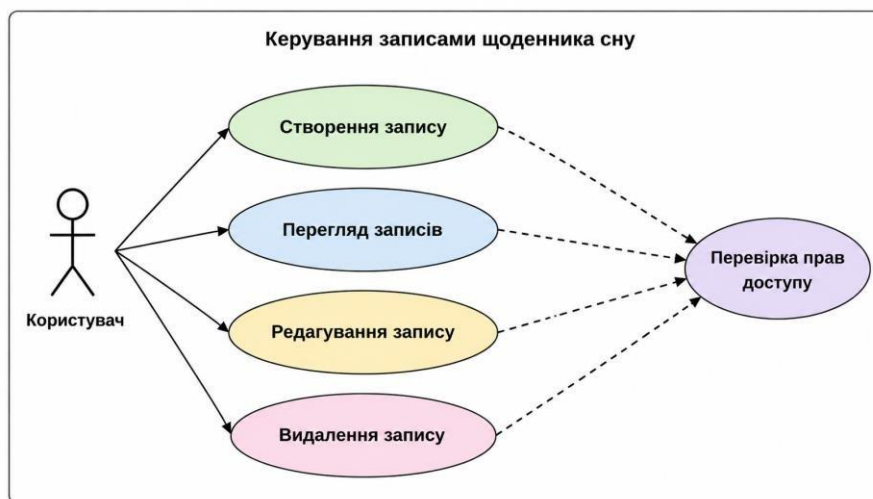 Керування записами щоденника сну
Створення запису
Перегляд записів
Перевірка прав
доступу
Користувач
Редагування запису
Видалення запису